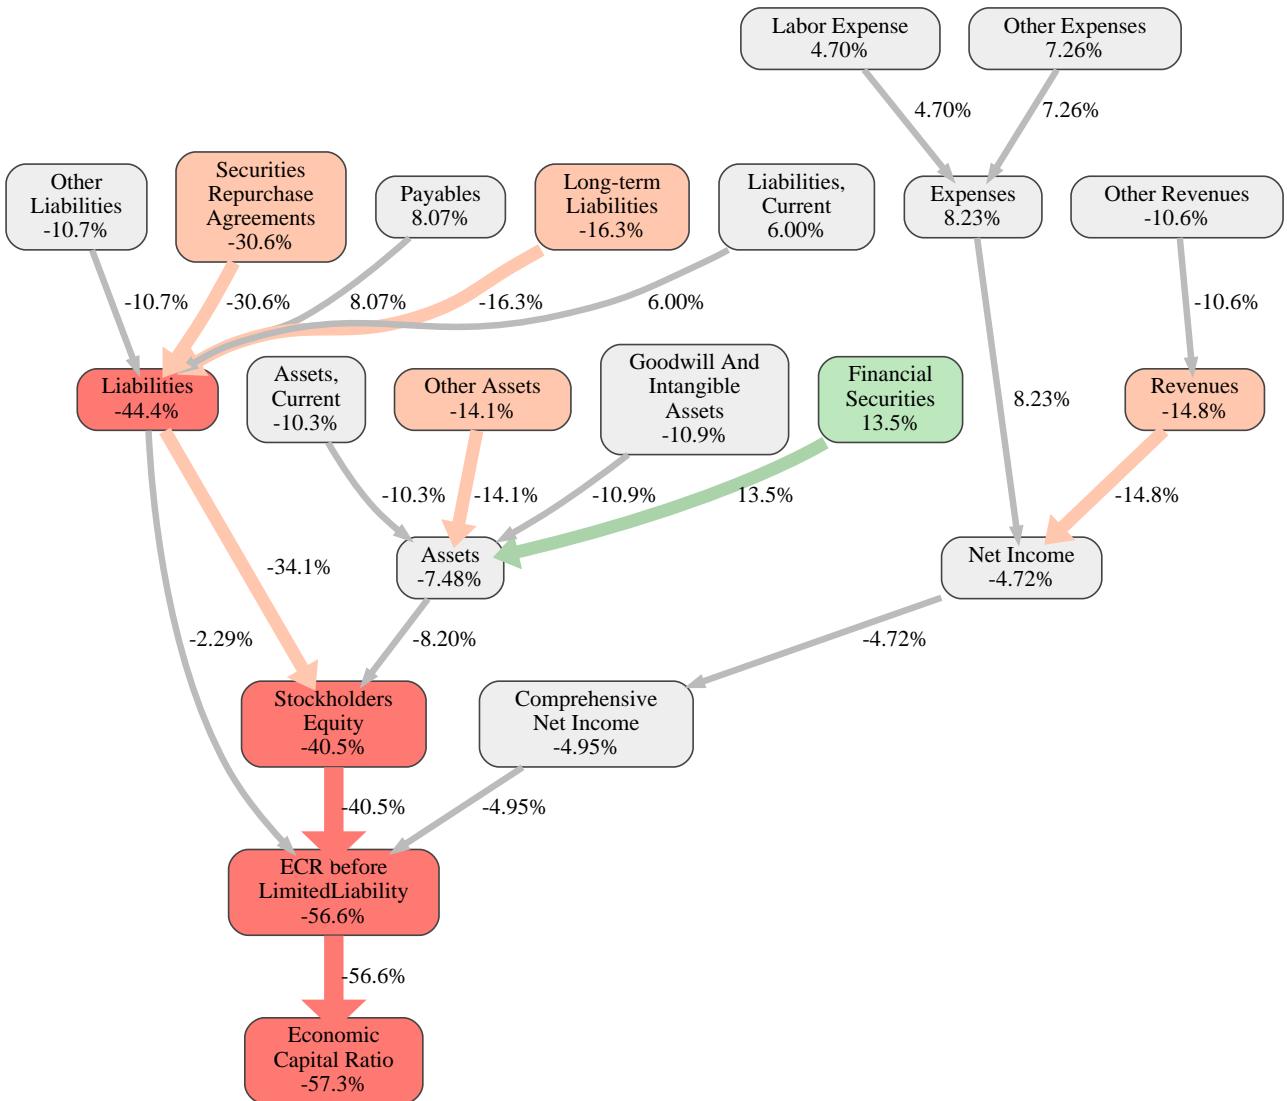 Labor Expense
4.70%
Other Expenses
7.26%
4.70%
7.26%
Other
Liabilities
-10.7%
Securities
Repurchase
Agreements
-30.6%
Payables
8.07%
Long-term
Liabilities
-16.3%
Liabilities,
Current
6.00%
Expenses
8.23%
Other Revenues
-10.6%
-10.7%
-30.6%
8.07%
-16.3%
6.00%
-10.6%
Liabilities
-44.4%
Assets,
Current
-10.3%
Other Assets
-14.1%
Goodwill And
Intangible
Assets
-10.9%
Financial
Securities
13.5%
8.23%
Revenues
-14.8%
-10.3%
-14.1%
-10.9%
13.5%
-14.8%
-34.1%
Assets
-7.48%
Net Income
-4.72%
-2.29%
-8.20%
-4.72%
Stockholders
Equity
-40.5%
Comprehensive
Net Income
-4.95%
-40.5%
-4.95%
ECR before
LimitedLiability
-56.6%
-56.6%
Economic
Capital Ratio
-57.3%